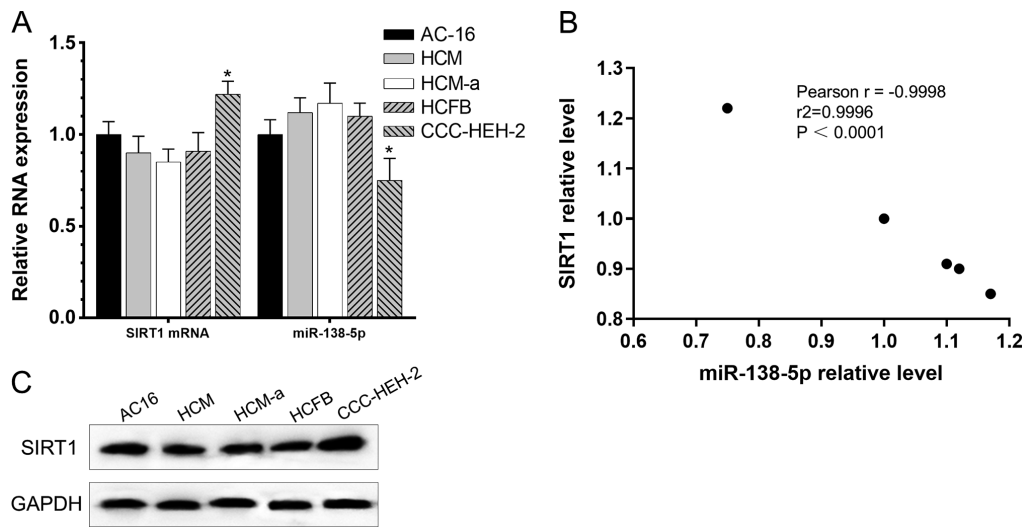 A
Relative RNA expression
1.5
1.0
0.5
0.0
*
*
AC-16
HCM
HCM-a
HCFB
CCC-HEH-2
SIRT1 mRNA
miR-138-5p
B
SIRT1 relative level
1.3
1.2
1.1
1.0
0.9
0.8
Pearson r = -0.9998
r2=0.9996
P < 0.0001
0.6
0.7
0.8
0.9
1.0
1.1
1.2
miR-138-5p relative level
C
AC16
HCM
HCM-a
HCFB
CCC-HEH-2
SIRT1
GAPDH